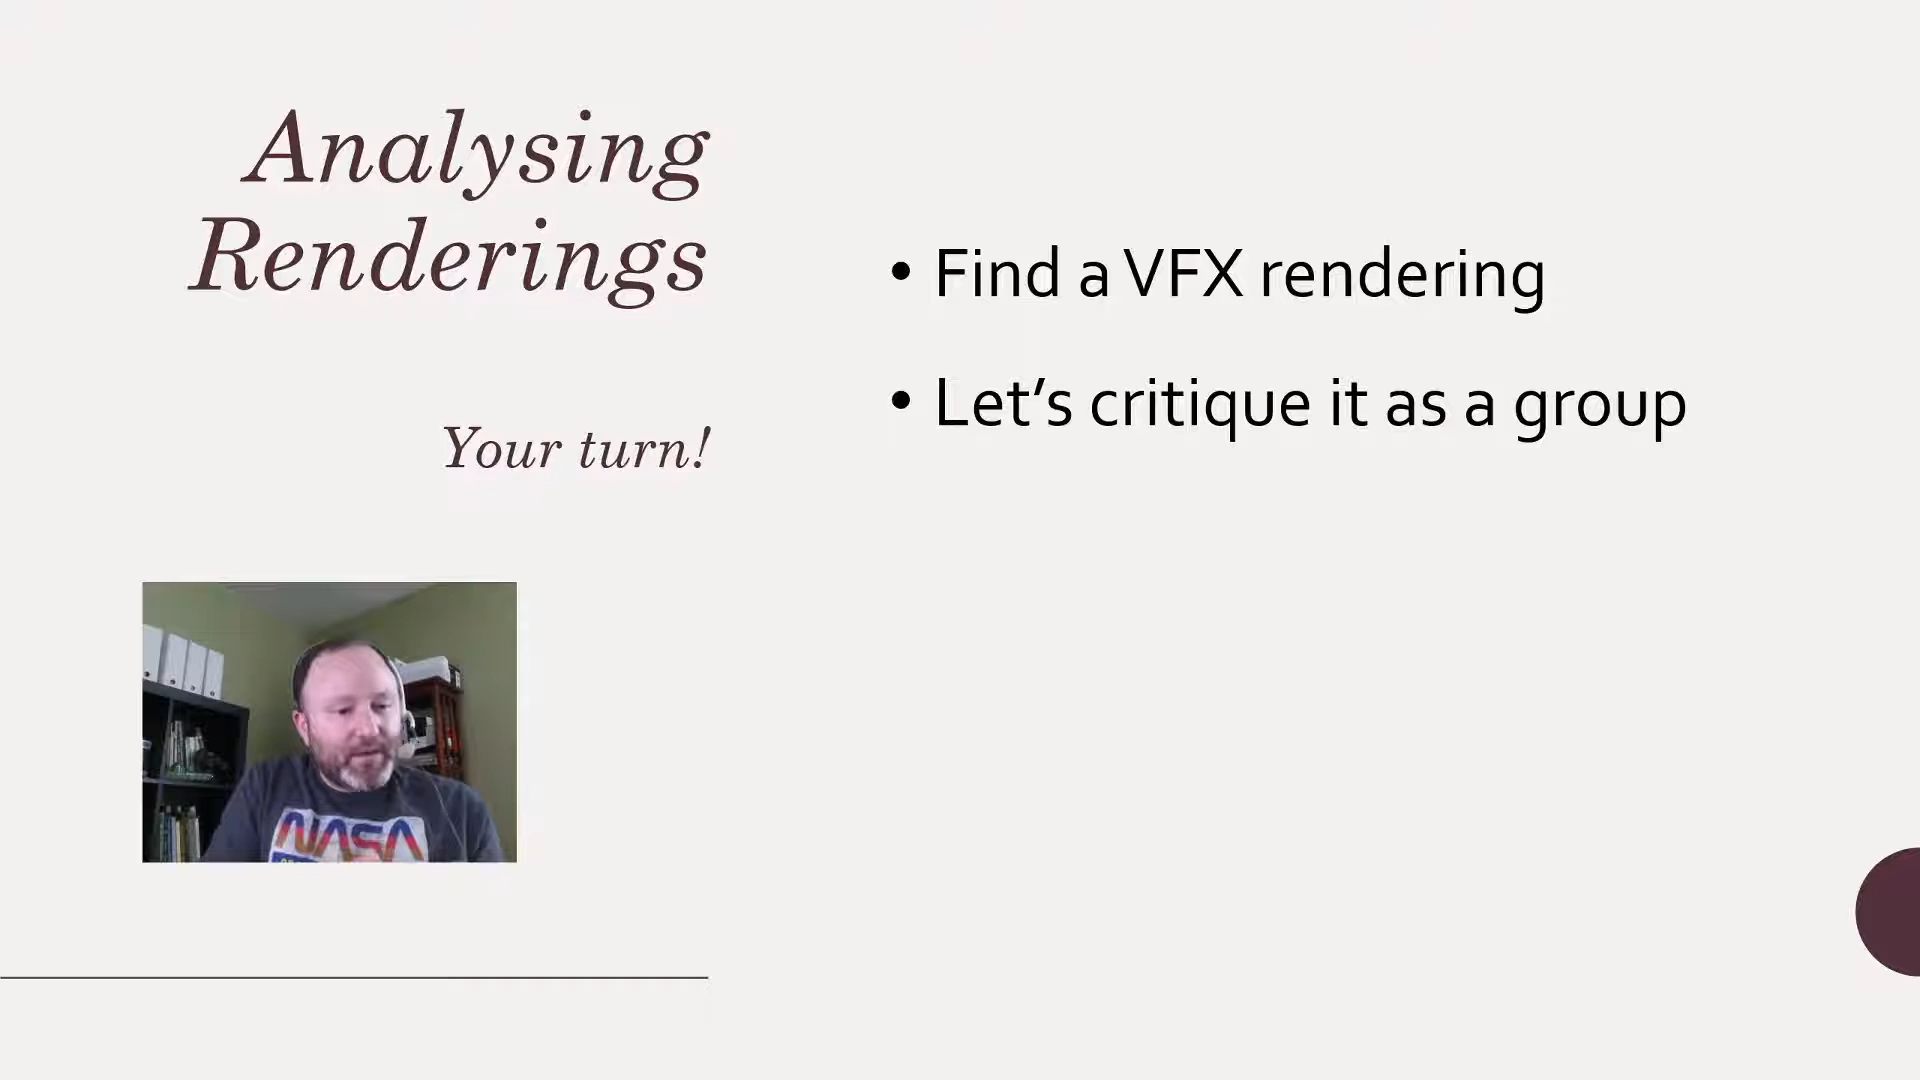 Analysing
Renderings
Your turn!
• Find a VFX rendering
• Let’s critique it as a group
NASA